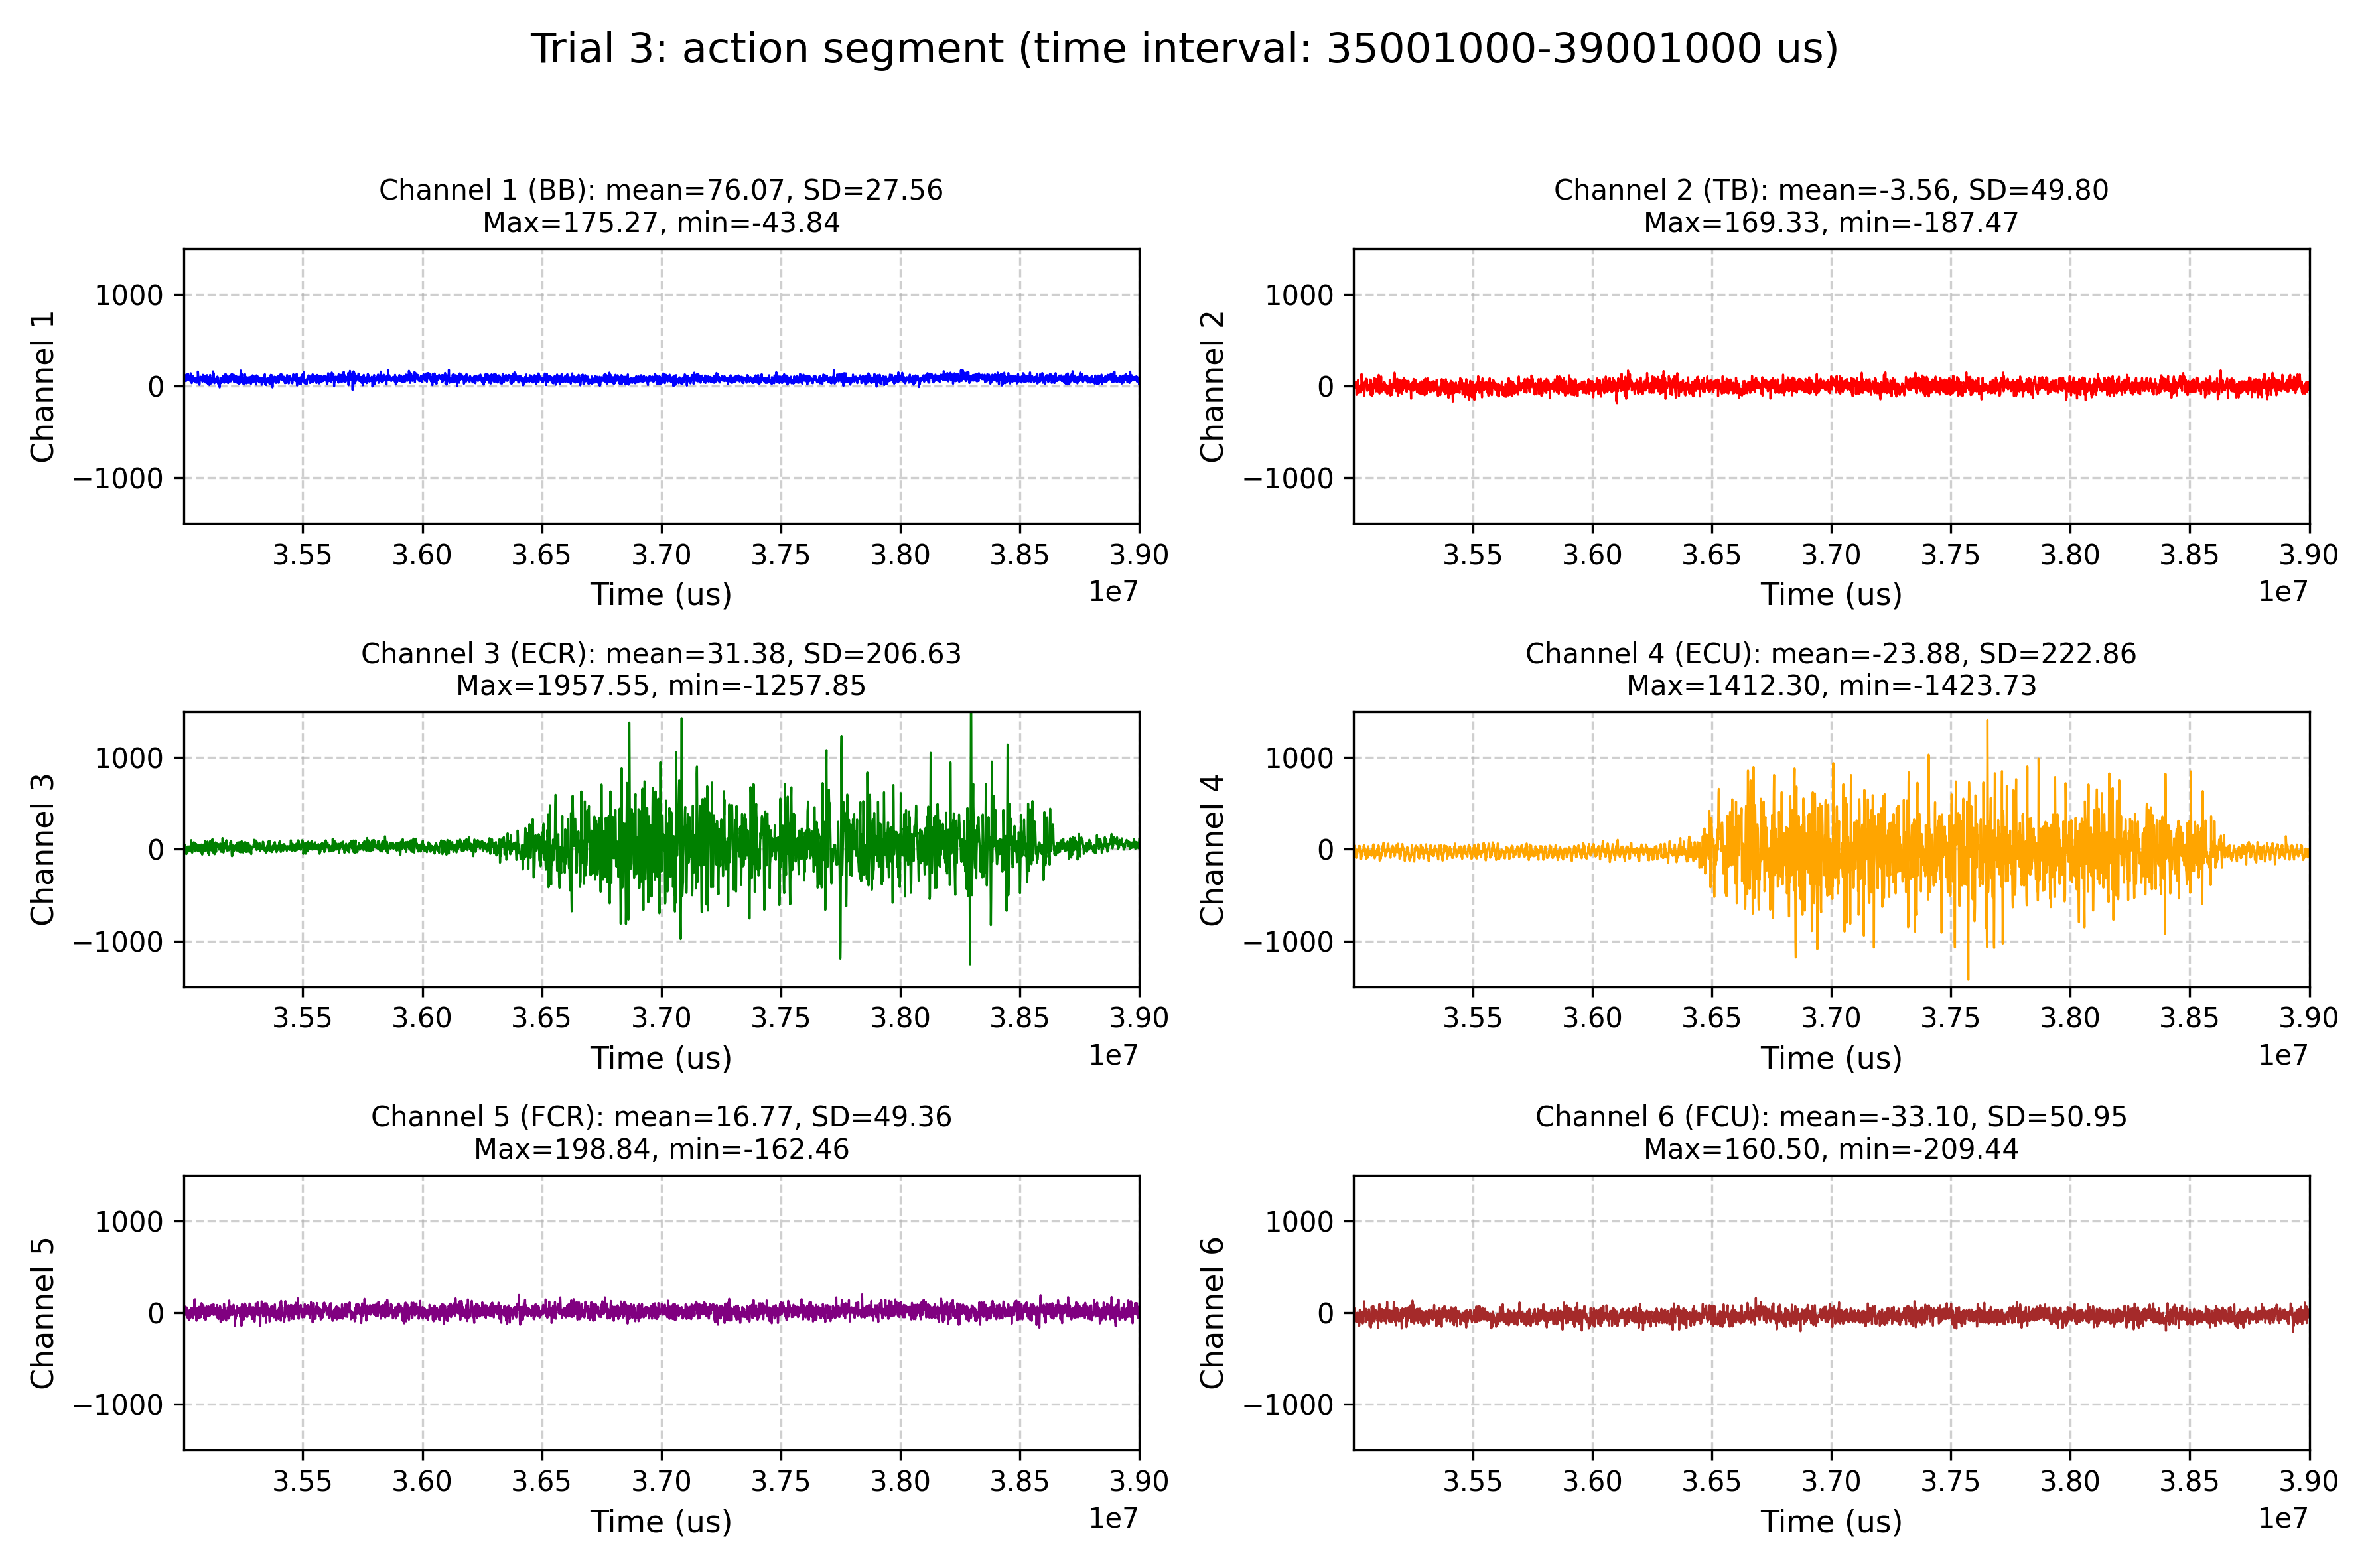 Trial 3: action segment (time interval: 35001000-39001000 us)
Channel 1 (BB): mean=76.07, SD=27.56
Max=175.27, min=-43.84
Channel 1
1000
0
−1000
3.55 3.60 3.65 3.70 3.75 3.80 3.85 3.90
Time (us)
1e7
Channel 2 (TB): mean=-3.56, SD=49.80
Max=169.33, min=-187.47
Channel 2
1000
0
−1000
3.55 3.60 3.65 3.70 3.75 3.80 3.85 3.90
Time (us)
1e7
Channel 3 (ECR): mean=31.38, SD=206.63
Max=1957.55, min=-1257.85
Channel 3
1000
0
−1000
3.55 3.60 3.65 3.70 3.75 3.80 3.85 3.90
Time (us)
1e7
Channel 4 (ECU): mean=-23.88, SD=222.86
Max=1412.30, min=-1423.73
Channel 4
1000
0
−1000
3.55 3.60 3.65 3.70 3.75 3.80 3.85 3.90
Time (us)
1e7
Channel 5 (FCR): mean=16.77, SD=49.36
Max=198.84, min=-162.46
Channel 5
1000
0
−1000
3.55 3.60 3.65 3.70 3.75 3.80 3.85 3.90
Time (us)
1e7
Channel 6 (FCU): mean=-33.10, SD=50.95
Max=160.50, min=-209.44
Channel 6
1000
0
−1000
3.55 3.60 3.65 3.70 3.75 3.80 3.85 3.90
Time (us)
1e7